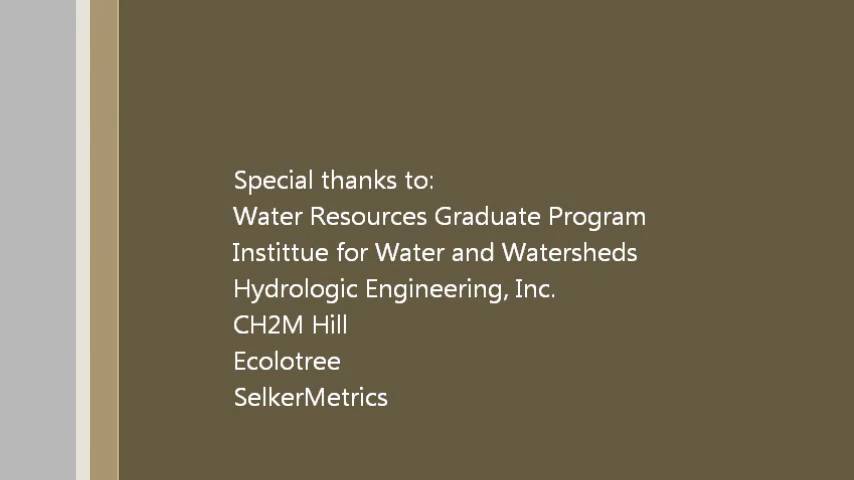 Special thanks to:
Water Resources Graduate Program
Instittue for Water and Watersheds
Hydrologic Engineering, Inc.
CH2M Hill
Ecolotree
SelkerMetrics